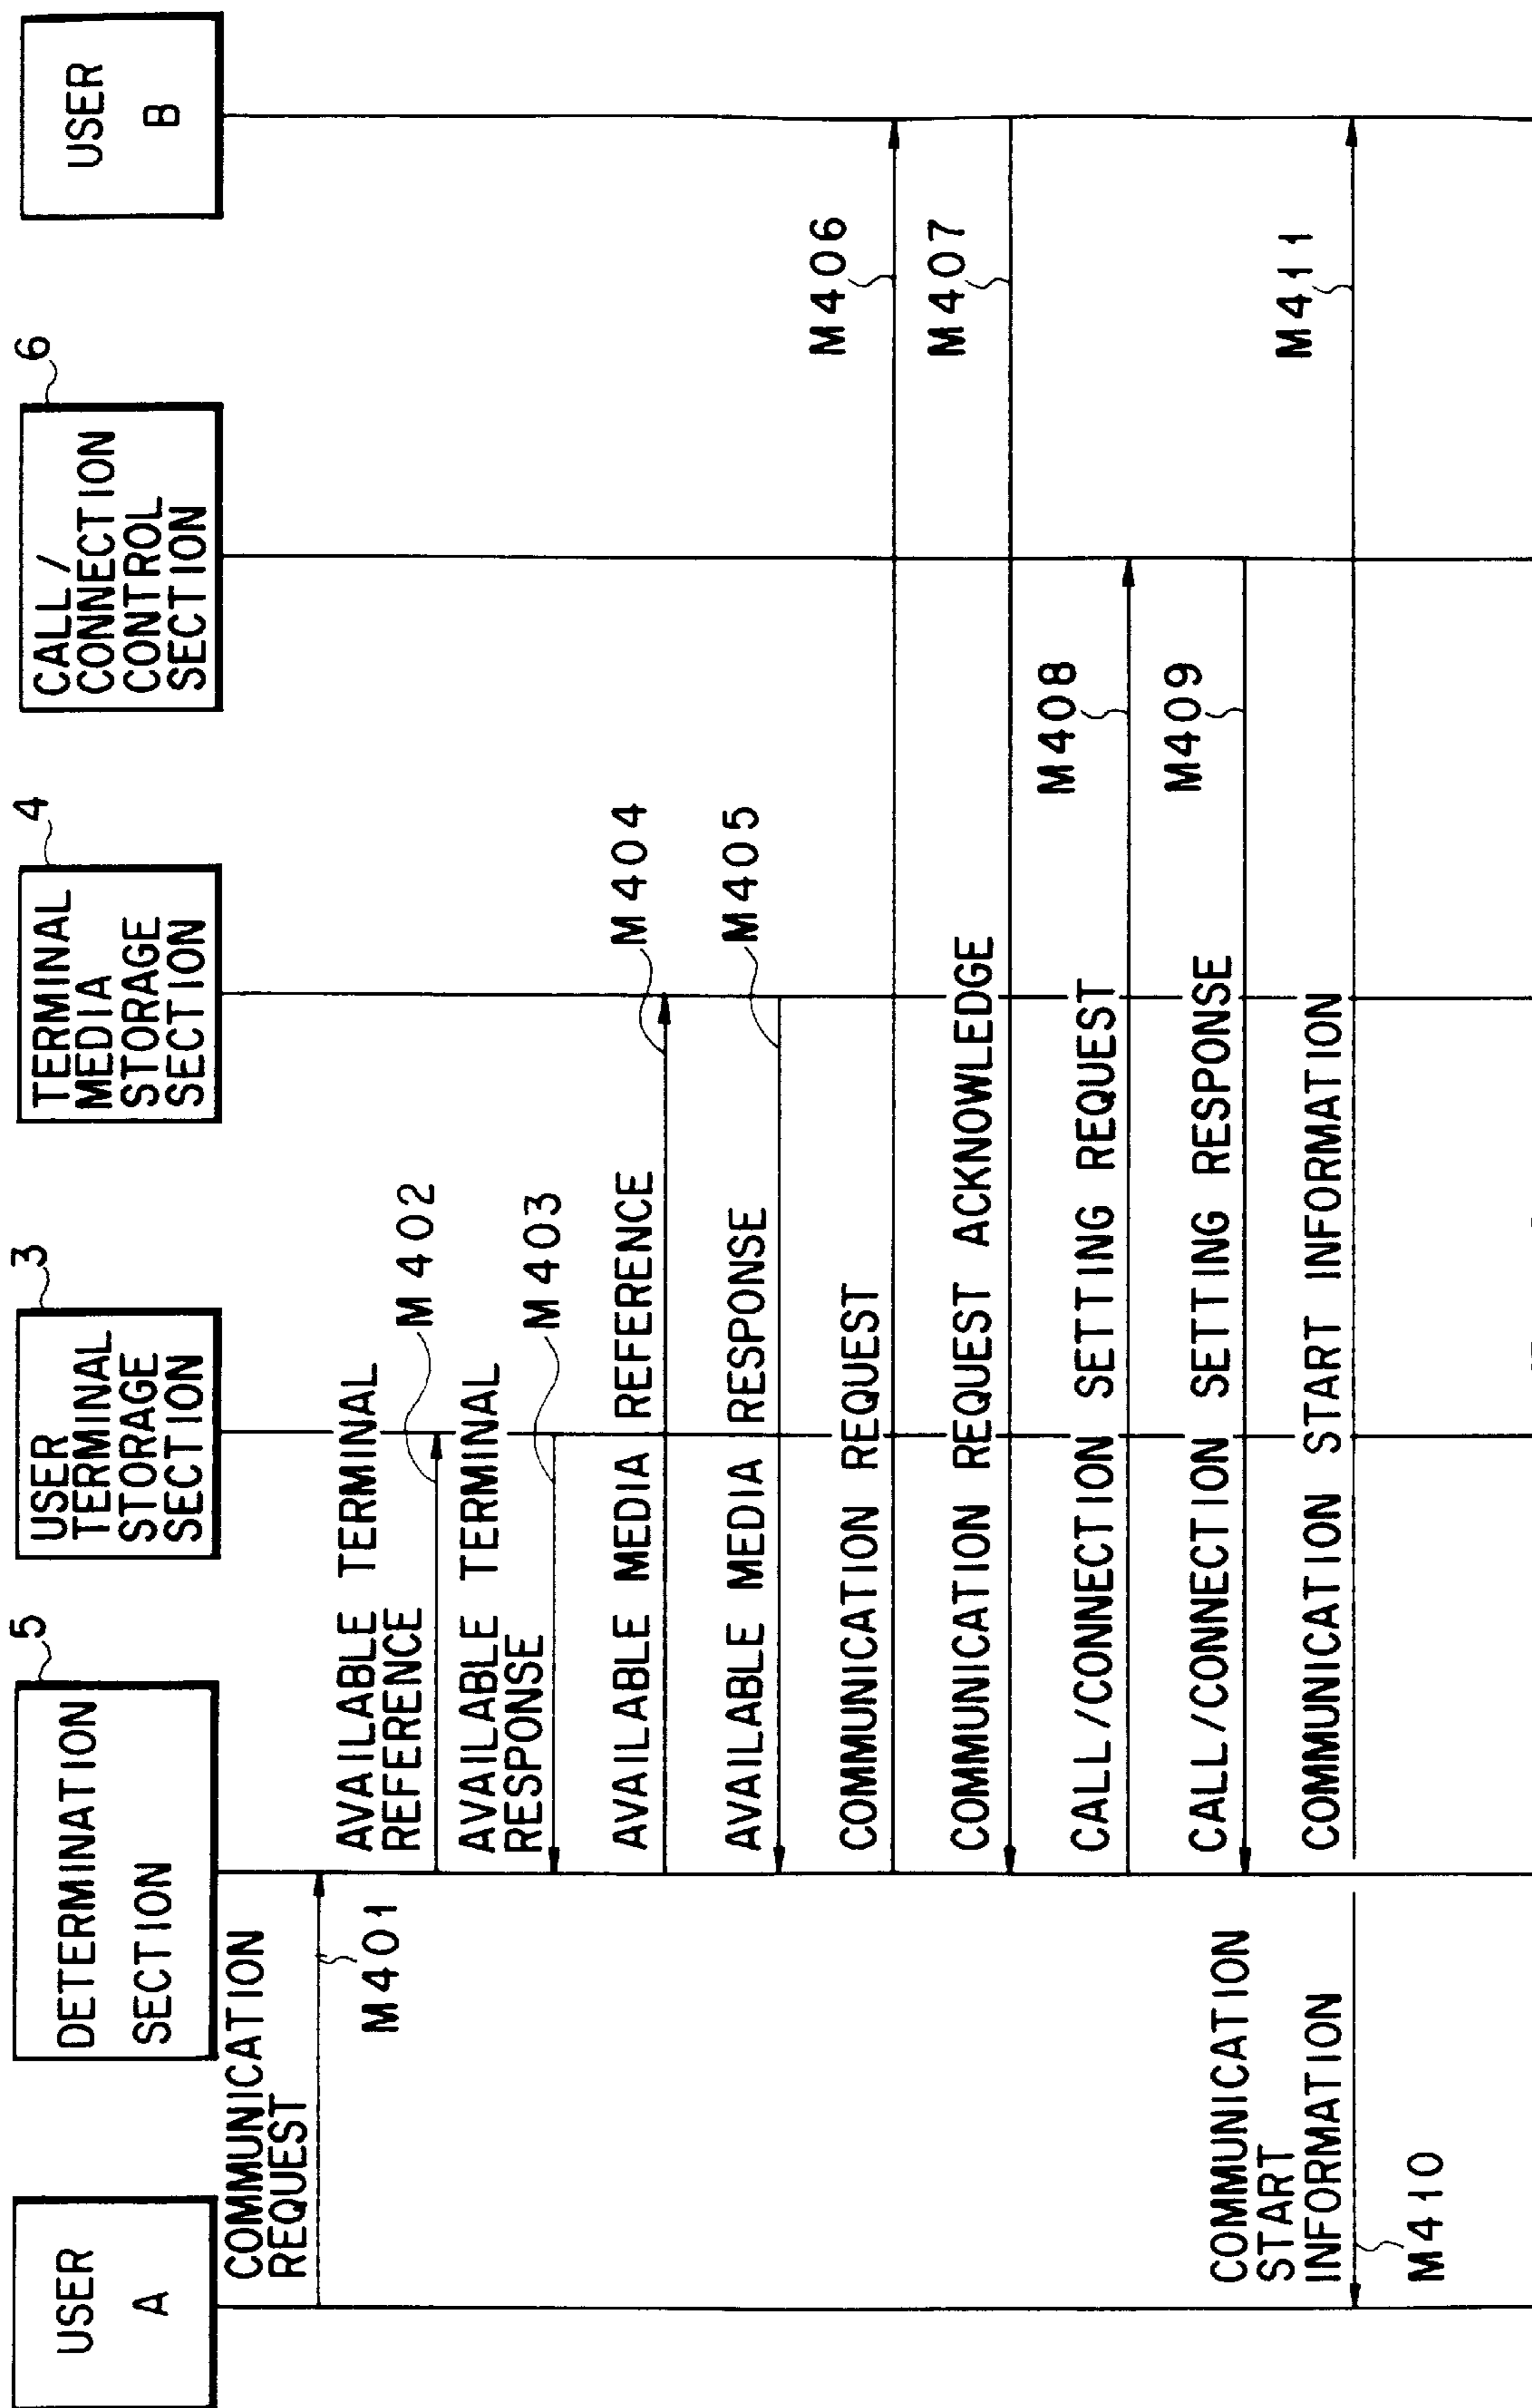 USER
A
DETERMINATION
SECTION
5
USER
TERMINAL
STORAGE
SECTION
3
TERMINAL
MEDIA
STORAGE
SECTION
4
CALL/
CONNECTION
CONTROL
SECTION
6
USER
B
COMMUNICATION
REQUEST
M401
AVAILABLE TERMINAL
REFERENCE
M402
AVAILABLE TERMINAL
RESPONSE
M403
AVAILABLE MEDIA REFERENCE
M404
AVAILABLE MEDIA RESPONSE
M405
COMMUNICATION REQUEST
M406
COMMUNICATION REQUEST ACKNOWLEDGE
M407
CALL/CONNECTION SETTING REQUEST
M408
CALL/CONNECTION SETTING RESPONSE
M409
COMMUNICATION
START
INFORMATION
M410
COMMUNICATION START INFORMATION
M411